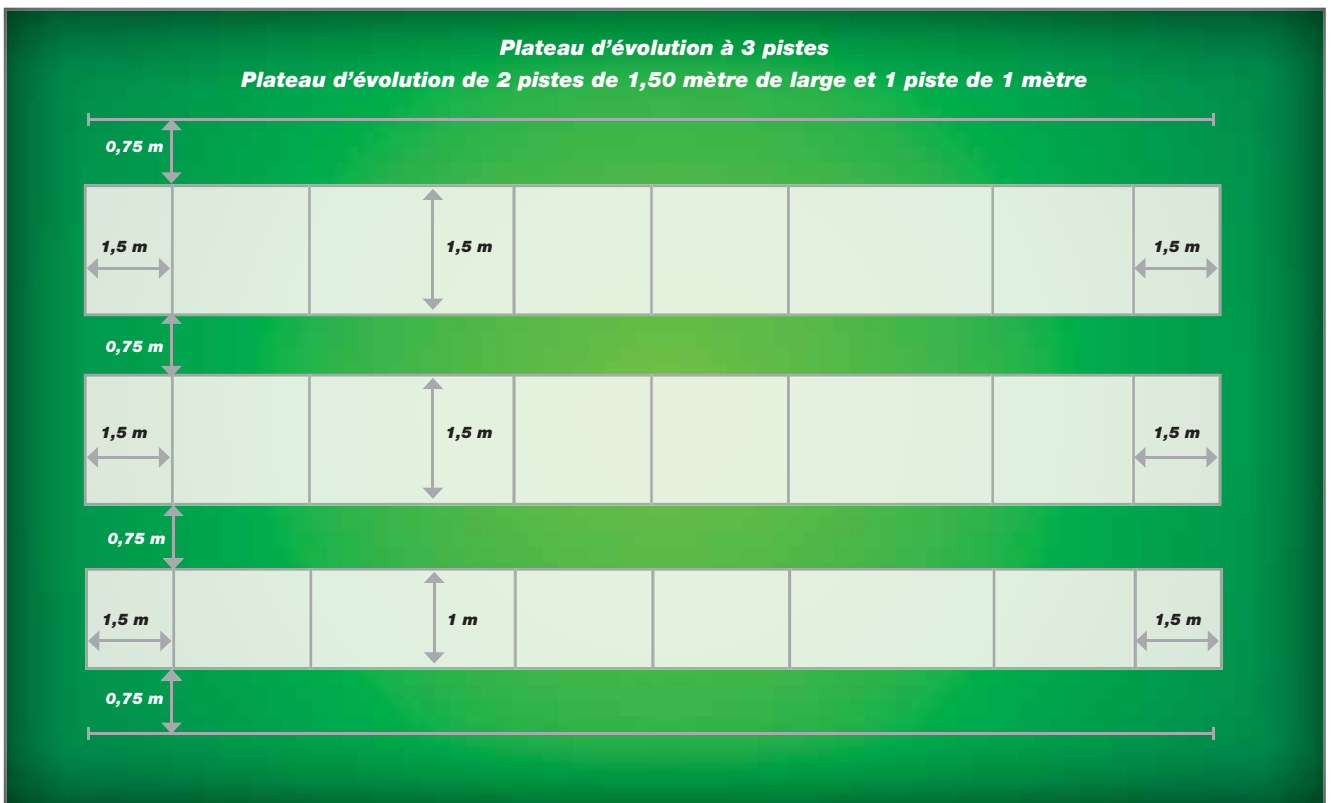 Plateau d'évolution à 3 pistes
Plateau d'évolution de 2 pistes de 1,50 mètre de large et 1 piste de 1 mètre
0,75 m
1,5 m
1,5 m
1,5 m
0,75 m
1,5 m
1,5 m
1,5 m
0,75 m
1,5 m
1 m
1,5 m
0,75 m